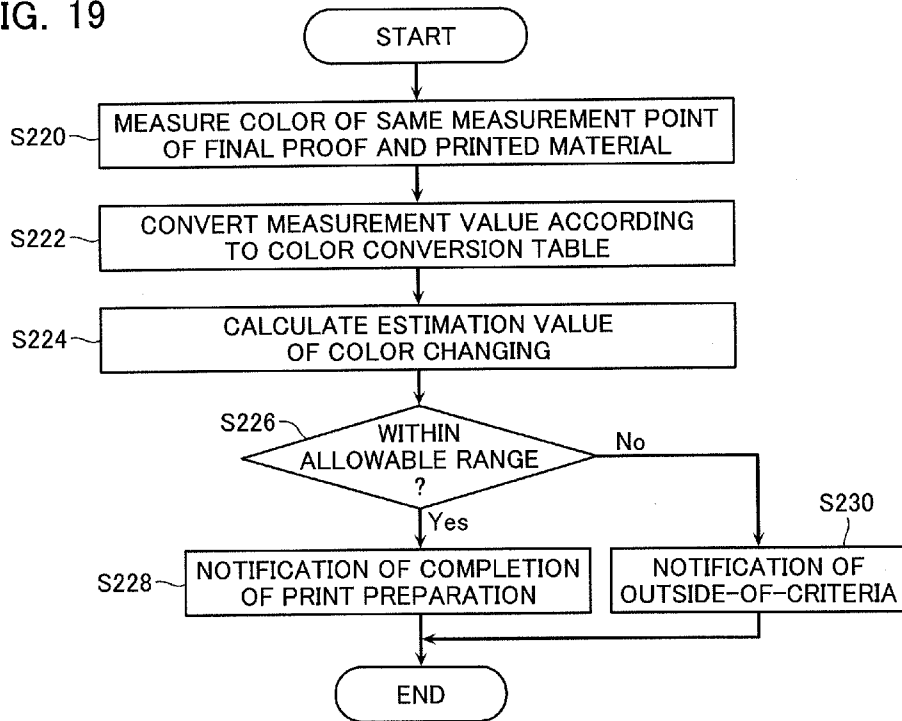 IG. 19
START
S220
MEASURE COLOR OF SAME MEASUREMENT POINT
OF FINAL PROOF AND PRINTED MATERIAL
S222
CONVERT MEASUREMENT VALUE ACCORDING
TO COLOR CONVERSION TABLE
S224
CALCULATE ESTIMATION VALUE
OF COLOR CHANGING
S226
WITHIN
ALLOWABLE RANGE
?
No
Yes
S230
S228
NOTIFICATION OF COMPLETION
OF PRINT PREPARATION
NOTIFICATION OF
OUTSIDE-OF-CRITERIA
END